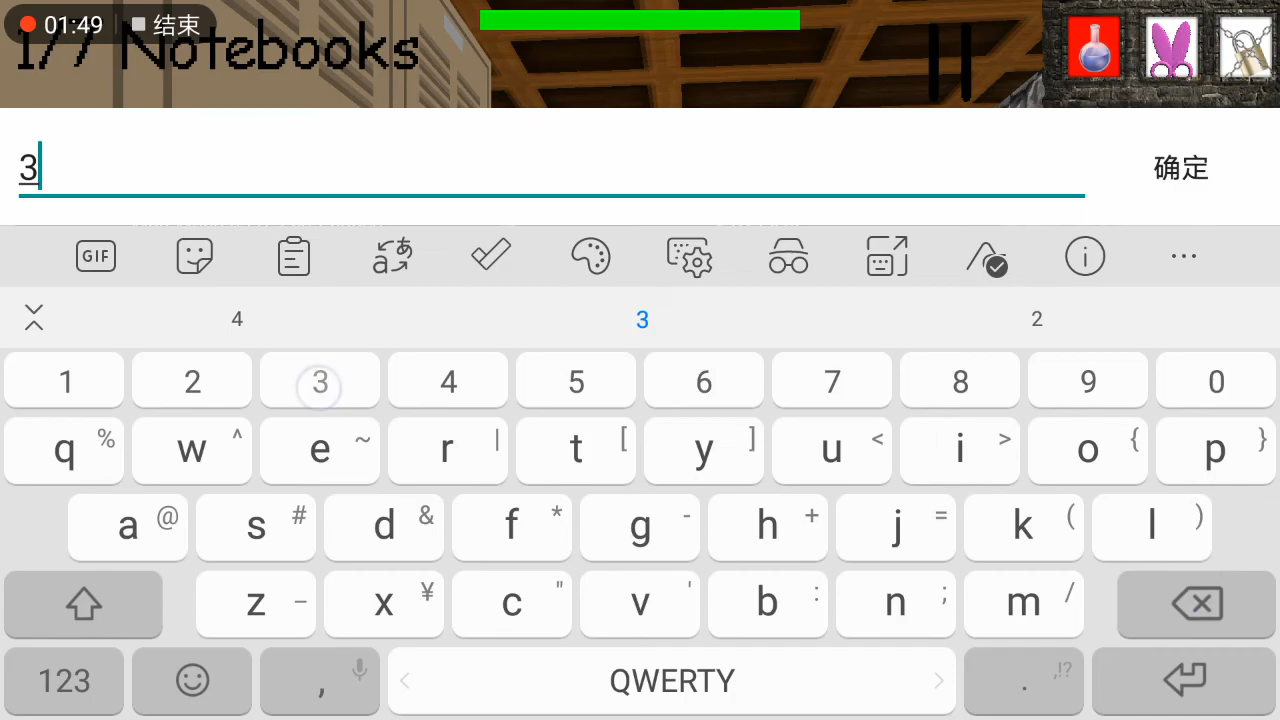 01:49 结束
1/7 Notebooks
3
确定
GIF
4 3 2
1 2 3 4 5 6 7 8 9 0
q % w ^ e ~ r | t [ y ] u < i > o { p }
a @ s # d & f * g - h + j = k ( l )
z _ x ¥ c " v ' b : n ; m /
123 , QWERTY . ,!?